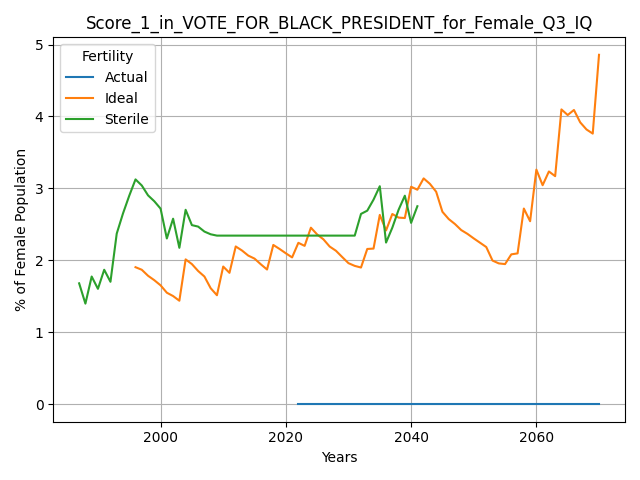 Score_1_in_VOTE_FOR_BLACK_PRESIDENT_for_Female_Q3_IQ
Fertility
Actual
Ideal
Sterile
% of Female Population
5
4
3
2
1
0
2000
2020
2040
2060
Years